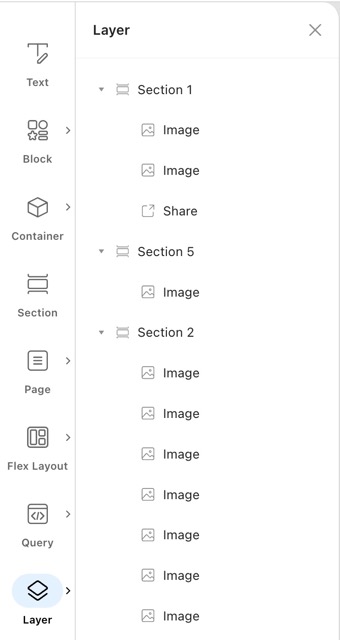 Text
Block
Container
Section
Page
Flex Layout
Query
Layer
Layer
Section 1
Image
Image
Share
Section 5
Image
Section 2
Image
Image
Image
Image
Image
Image
Image